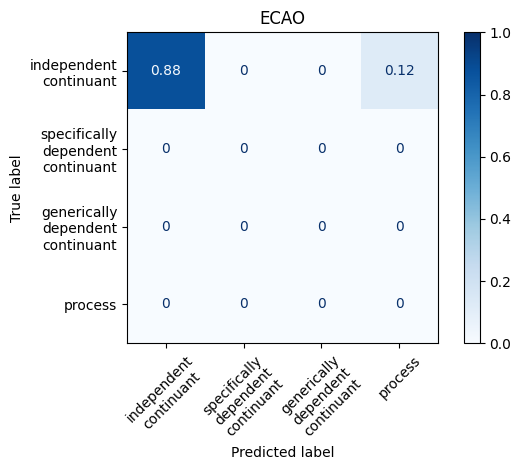 ECAO
True label
independent
continuant
0.88 0 0 0.12
specifically
dependent
continuant
0 0 0 0
generically
dependent
continuant
0 0 0 0
process
0 0 0 0
independent
continuant
specifically
dependent
continuant
generically
dependent
continuant
process
Predicted label
1.0
0.8
0.6
0.4
0.2
0.0